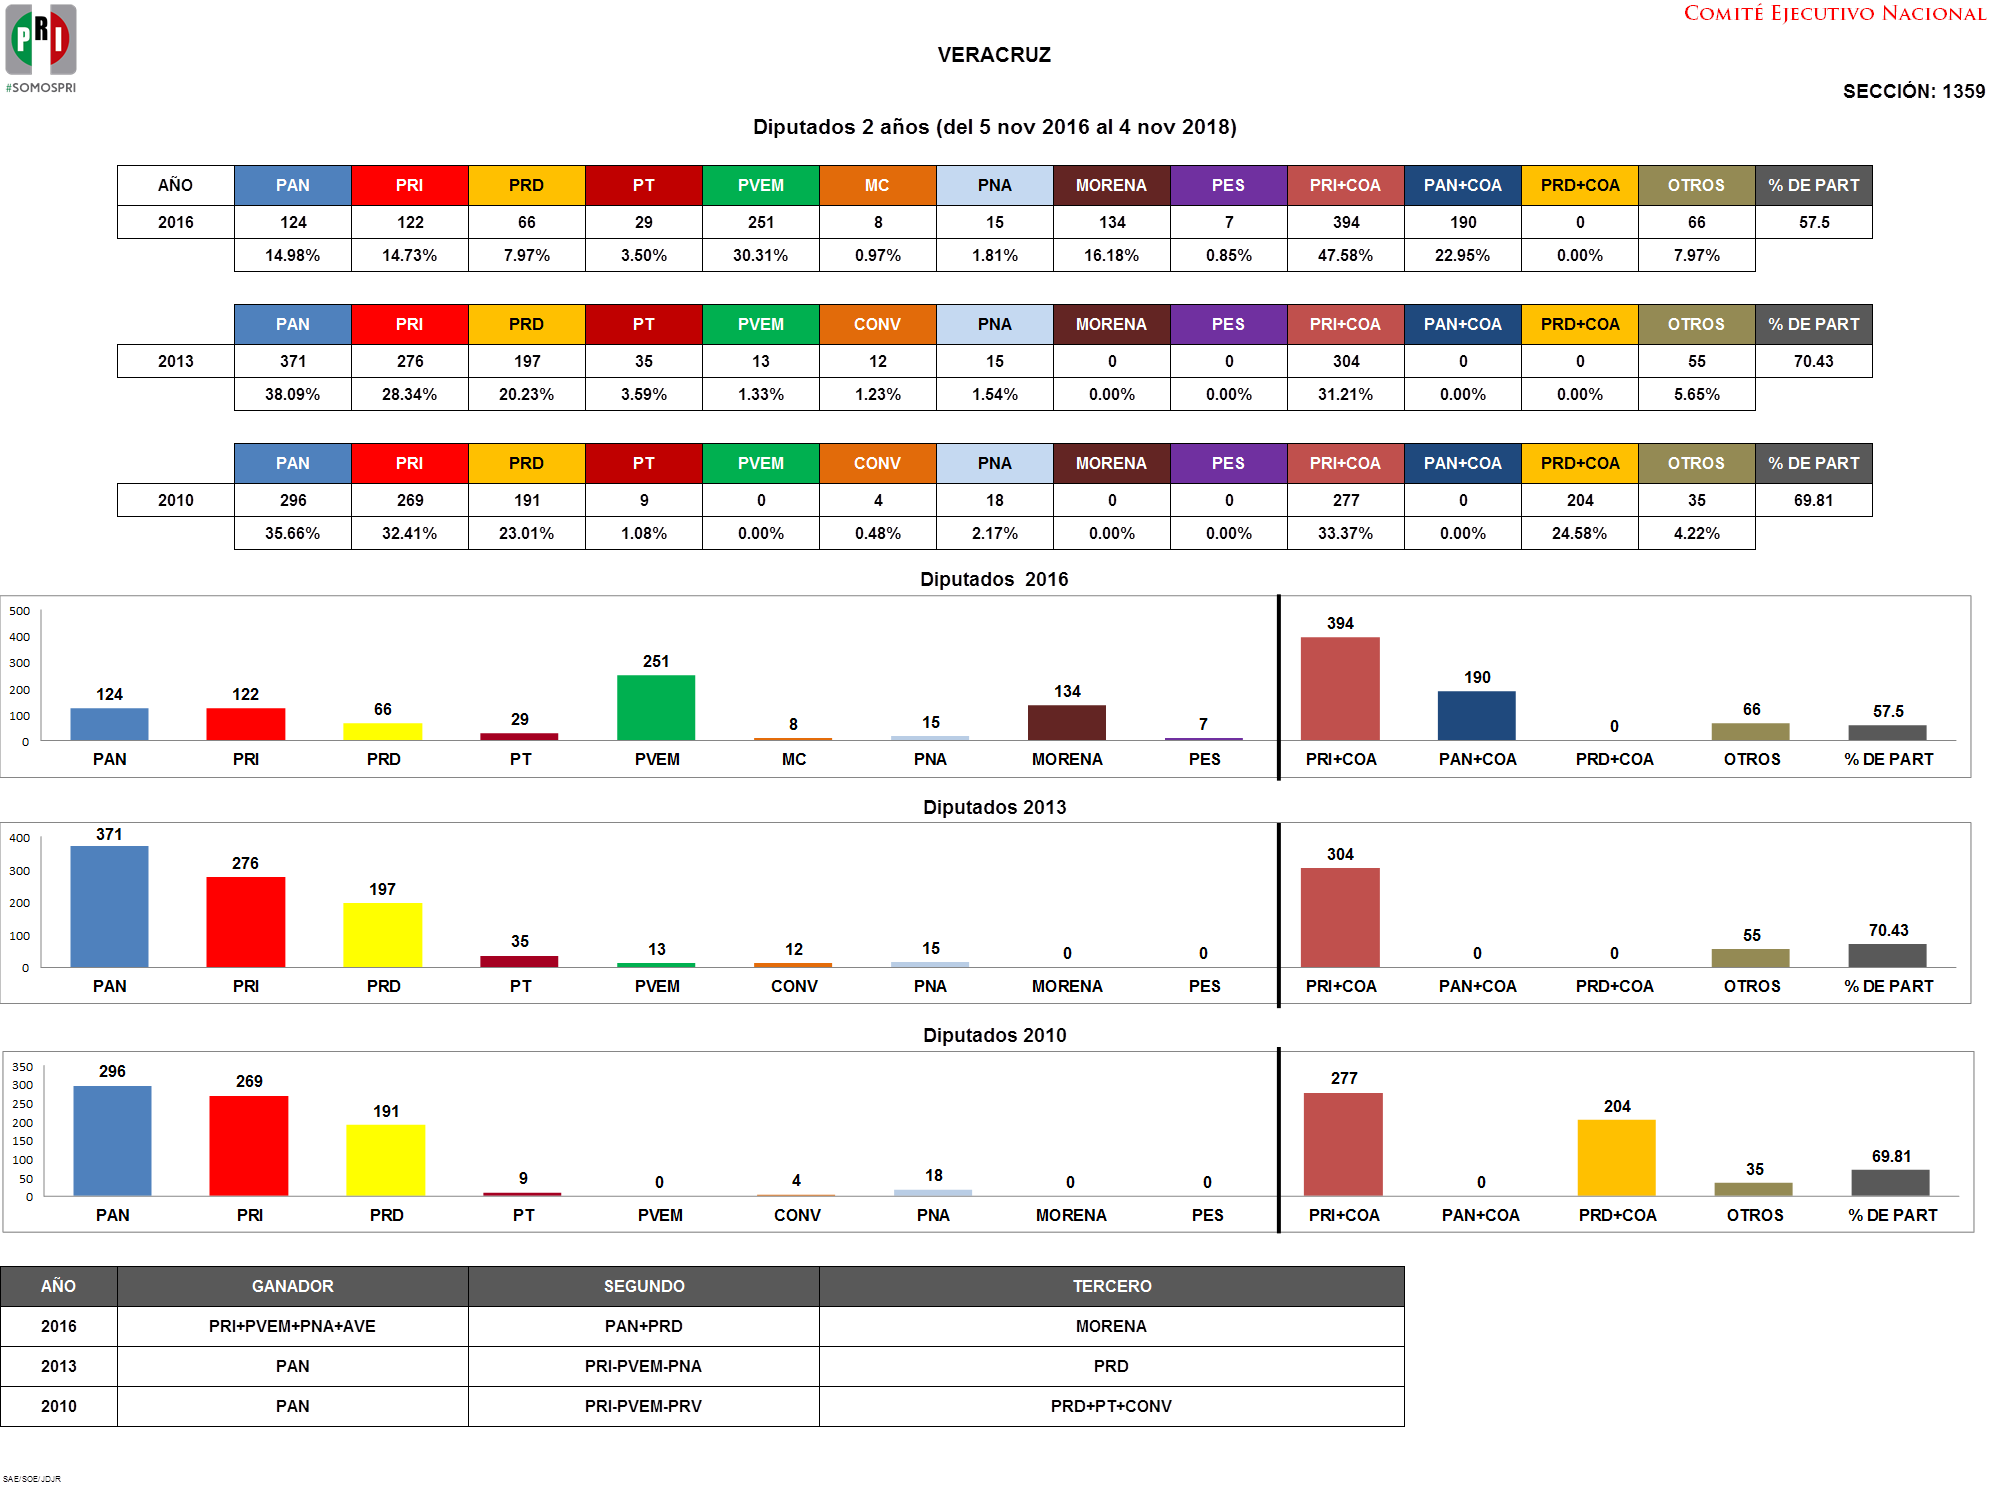 PRI
#SOMOSPRI
COMITÉ EJECUTIVO NACIONAL
VERACRUZ
SECCIÓN: 1359
Diputados 2 años (del 5 nov 2016 al 4 nov 2018)
AÑO PAN PRI PRD PT PVEM MC PNA MORENA PES PRI+COA PAN+COA PRD+COA OTROS % DE PART
2016 124 122 66 29 251 8 15 134 7 394 190 0 66 57.5
14.98% 14.73% 7.97% 3.50% 30.31% 0.97% 1.81% 16.18% 0.85% 47.58% 22.95% 0.00% 7.97%
PAN PRI PRD PT PVEM CONV PNA MORENA PES PRI+COA PAN+COA PRD+COA OTROS % DE PART
2013 371 276 197 35 13 12 15 0 0 304 0 0 55 70.43
38.09% 28.34% 20.23% 3.59% 1.33% 1.23% 1.54% 0.00% 0.00% 31.21% 0.00% 0.00% 5.65%
PAN PRI PRD PT PVEM CONV PNA MORENA PES PRI+COA PAN+COA PRD+COA OTROS % DE PART
2010 296 269 191 9 0 4 18 0 0 277 0 204 35 69.81
35.66% 32.41% 23.01% 1.08% 0.00% 0.48% 2.17% 0.00% 0.00% 33.37% 0.00% 24.58% 4.22%
Diputados  2016
500
400
300
200
100
0
124 122 66 29 251 8 15 134 7 394 190 0 66 57.5
PAN PRI PRD PT PVEM MC PNA MORENA PES PRI+COA PAN+COA PRD+COA OTROS % DE PART
Diputados 2013
400
300
200
100
0
371 276 197 35 13 12 15 0 0 304 0 0 55 70.43
PAN PRI PRD PT PVEM CONV PNA MORENA PES PRI+COA PAN+COA PRD+COA OTROS % DE PART
Diputados 2010
350
300
250
200
150
100
50
0
296 269 191 9 0 4 18 0 0 277 0 204 35 69.81
PAN PRI PRD PT PVEM CONV PNA MORENA PES PRI+COA PAN+COA PRD+COA OTROS % DE PART
AÑO GANADOR SEGUNDO TERCERO
2016 PRI+PVEM+PNA+AVE PAN+PRD MORENA
2013 PAN PRI-PVEM-PNA PRD
2010 PAN PRI-PVEM-PRV PRD+PT+CONV
SAE/SOE/JDJR